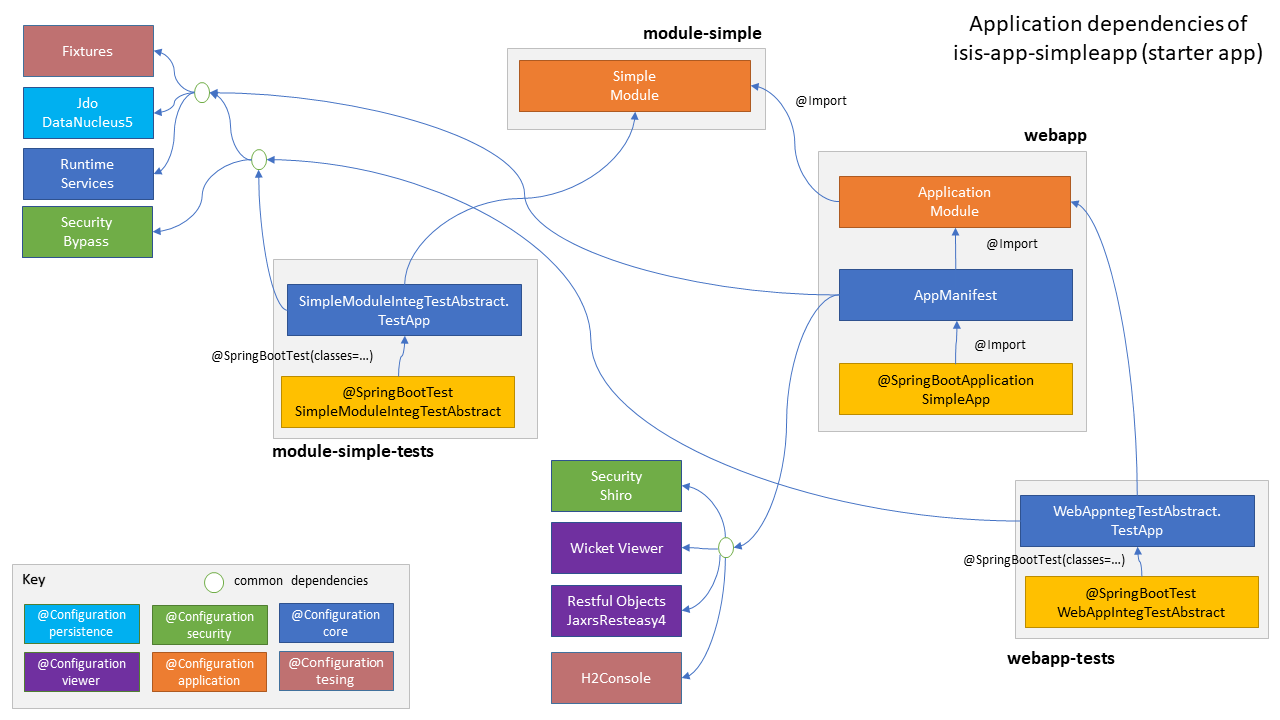 Application dependencies of
isis-app-simpleapp (starter app)
Fixtures
Jdo
DataNucleus5
Runtime
Services
Security
Bypass
module-simple
Simple
Module
@Import
webapp
Application
Module
@Import
AppManifest
@Import
@SpringBootApplication
SimpleApp
SimpleModuleIntegTestAbstract.
TestApp
@SpringBootTest(classes=...)
@SpringBootTest
SimpleModuleIntegTestAbstract
module-simple-tests
Security
Shiro
Wicket Viewer
Restful Objects
JaxrsResteasy4
H2Console
WebAppntegTestAbstract.
TestApp
@SpringBootTest(classes=...)
@SpringBootTest
WebAppIntegTestAbstract
webapp-tests
Key
common dependencies
@Configuration
persistence
@Configuration
security
@Configuration
core
@Configuration
viewer
@Configuration
application
@Configuration
tesing